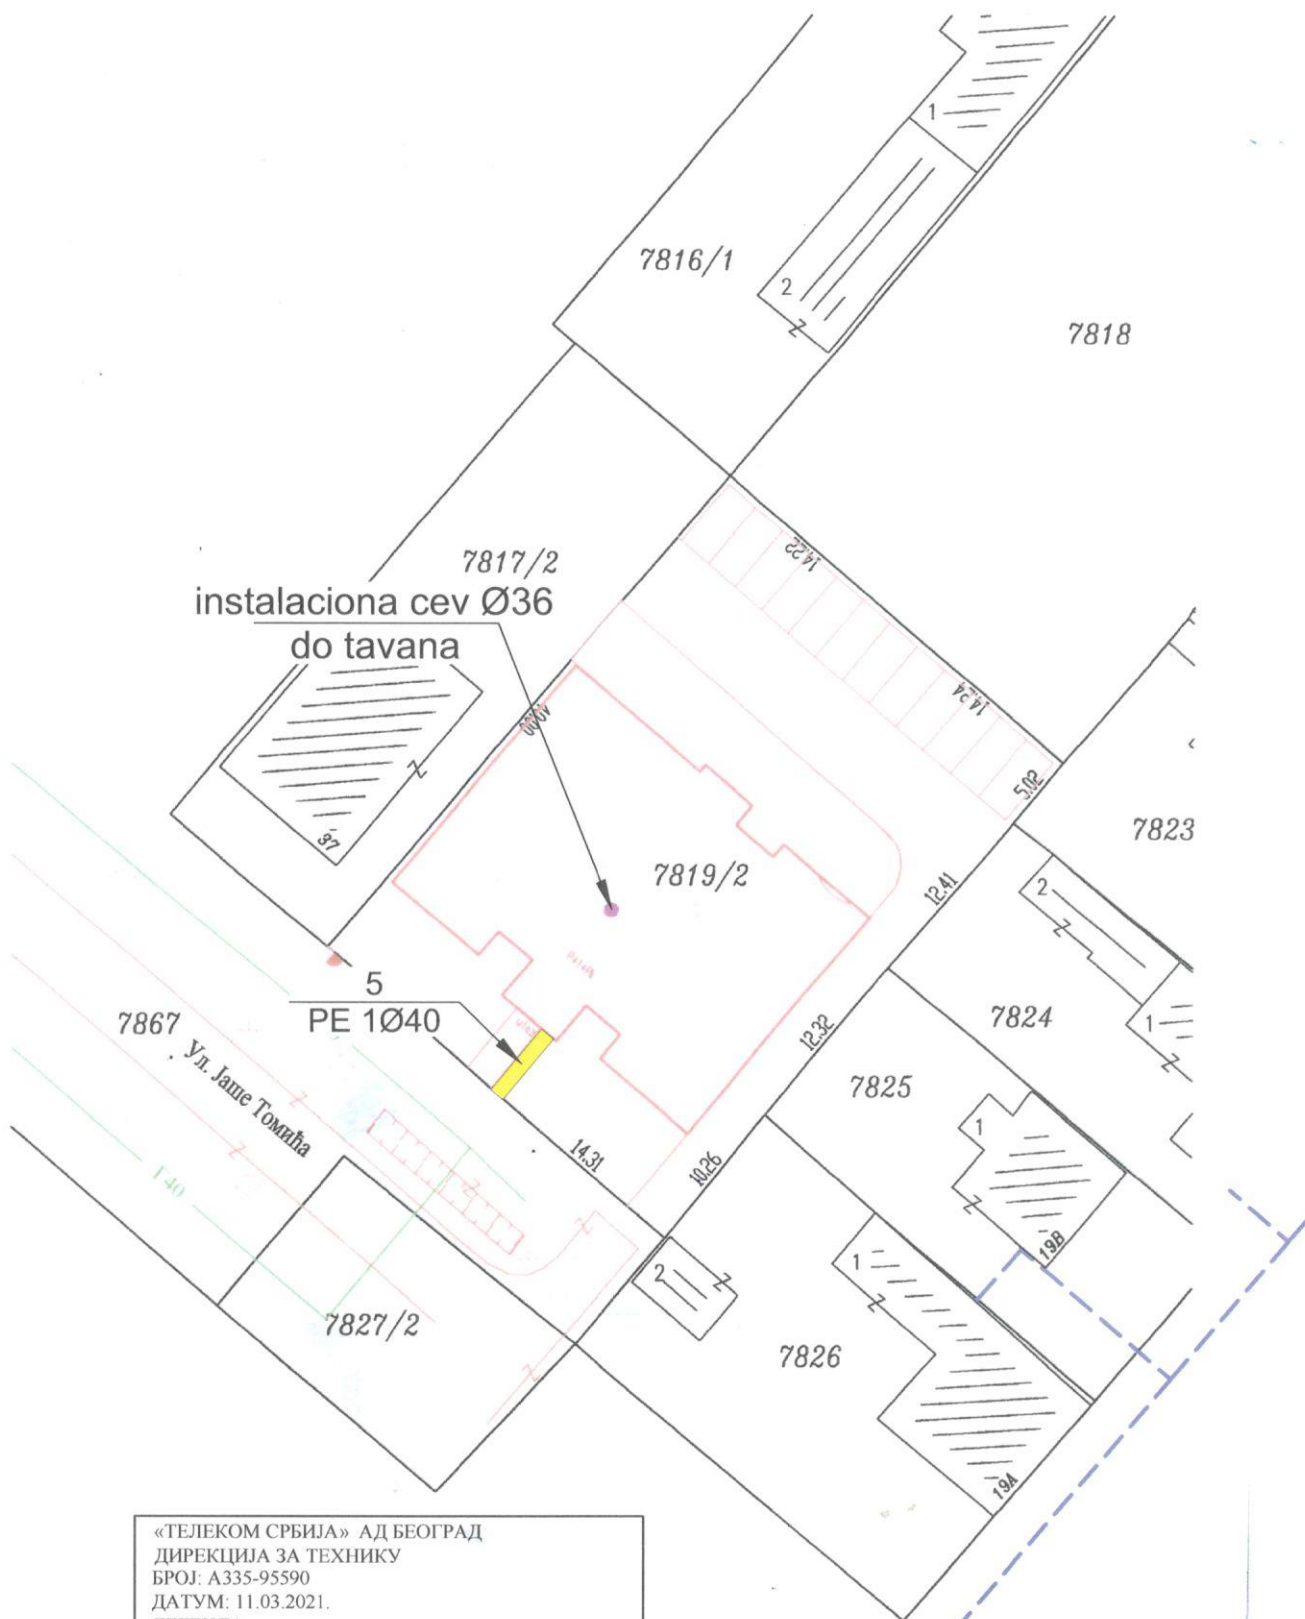 1
7816/1
2
7818
7817/2
14.22
instalaciona cev Ø36
do tavana
14.24
40.00
5.02
37
7823
7819/2
12.41
2
5
PE 1Ø40
7867
Ул. Јаше Томића
12.32
7824
1
7825
1
14.31
10.26
Г40
19B
2
1
7827/2
7826
19A
«ТЕЛЕКОМ СРБИЈА» АД БЕОГРАД
ДИРЕКЦИЈА ЗА ТЕХНИКУ
БРОЈ: А335-95590
ДАТУМ: 11.03.2021.